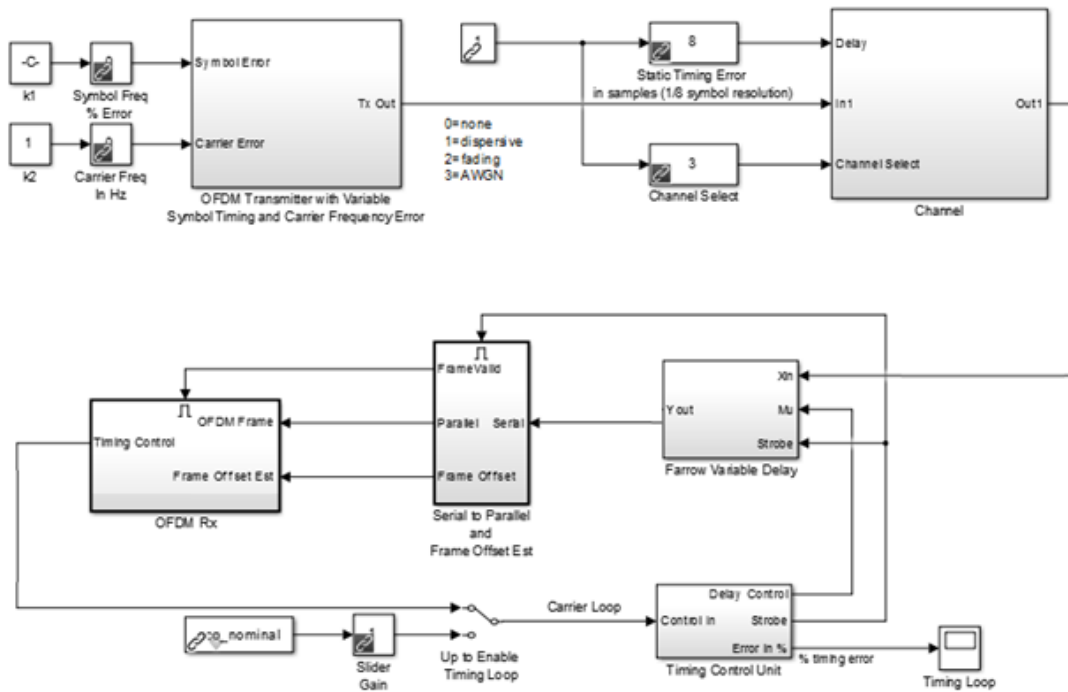 -C-
k1
Symbol Freq
% Error
1
k2
Carrier Freq
In Hz
Symbol Error
Tx Out
Carrier Error
OFDM Transmitter with Variable
Symbol Timing and Carrier Frequency Error
0=none
1=dispersive
2=fading
3=AWGN
8
Static Timing Error
in samples (1/8 symbol resolution)
3
Channel Select
Delay
In1
Out1
Channel Select
Channel
Timing Control
OFDM Frame
Frame Offset Est
OFDM Rx
FrameValid
Parallel
Serial
Frame Offset
Serial to Parallel
and
Frame Offset Est
Xin
Yout
Mu
Strobe
Farrow Variable Delay
_nominal
Slider
Gain
Up to Enable
Timing Loop
Carrier Loop
Delay Control
Control In
Strobe
Error In %
Timing Control Unit
% timing error
Timing Loop